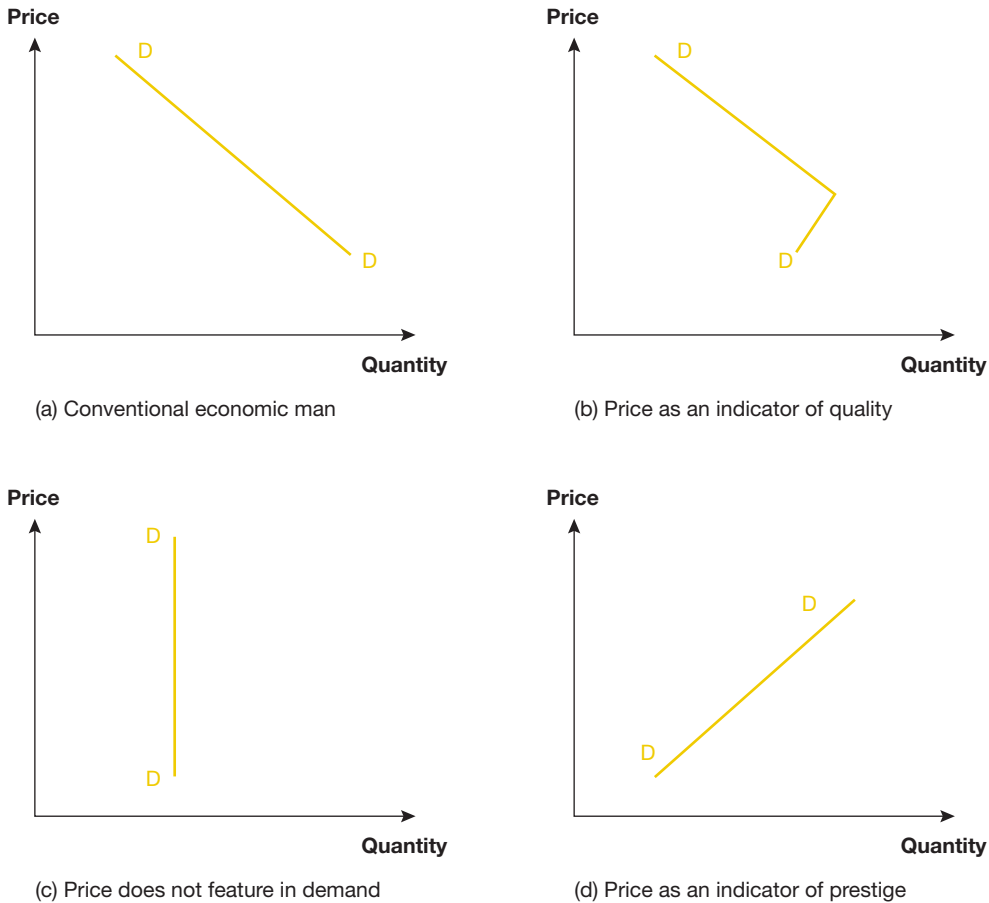 Price
D
D
Quantity
(a) Conventional economic man
Price
D
D
Quantity
(b) Price as an indicator of quality
Price
D
D
Quantity
(c) Price does not feature in demand
Price
D
D
Quantity
(d) Price as an indicator of prestige